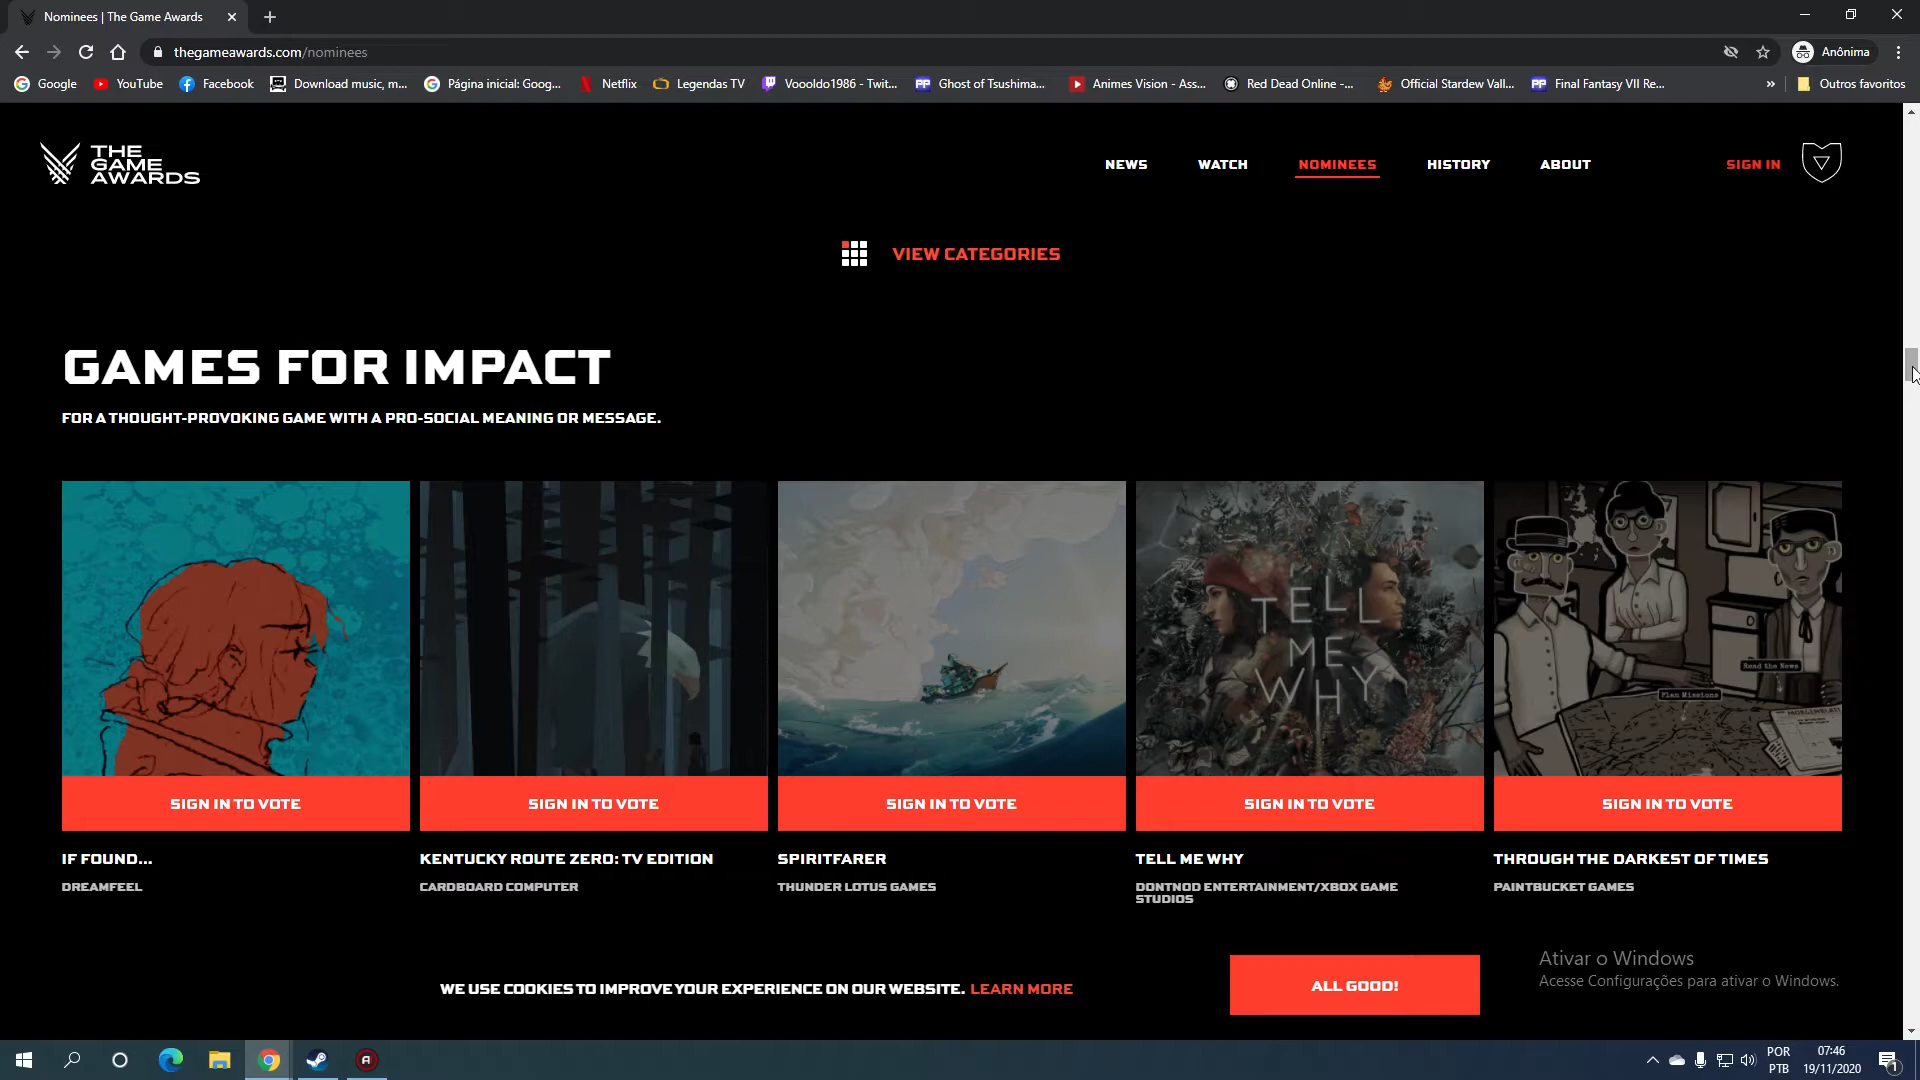 Nominees | The Game Awards
thegameawards.com/nominees
Anônima
Google
YouTube
Facebook
Download music, m...
Página inicial: Goog...
Netflix
Legendas TV
Voooldo1986 - Twit...
Ghost of Tsushima...
Animes Vision - Ass...
Red Dead Online -...
Official Stardew Vall...
Final Fantasy VII Re...
»
Outros favoritos
THE
GAME
AWARDS
NEWS
WATCH
NOMINEES
HISTORY
ABOUT
SIGN IN
VIEW CATEGORIES
GAMES FOR IMPACT
FOR A THOUGHT-PROVOKING GAME WITH A PRO-SOCIAL MEANING OR MESSAGE.
TELL
ME
WHY
Read the News
Plan Missions
SIGN IN TO VOTE
SIGN IN TO VOTE
SIGN IN TO VOTE
SIGN IN TO VOTE
SIGN IN TO VOTE
IF FOUND...
DREAMFEEL
KENTUCKY ROUTE ZERO: TV EDITION
CARDBOARD COMPUTER
SPIRITFARER
THUNDER LOTUS GAMES
TELL ME WHY
DONTNOD ENTERTAINMENT/XBOX GAME
STUDIOS
THROUGH THE DARKEST OF TIMES
PAINTBUCKET GAMES
WE USE COOKIES TO IMPROVE YOUR EXPERIENCE ON OUR WEBSITE. LEARN MORE
ALL GOOD!
Ativar o Windows
Acesse Configurações para ativar o Windows.
POR
PTB
07:46
19/11/2020
1